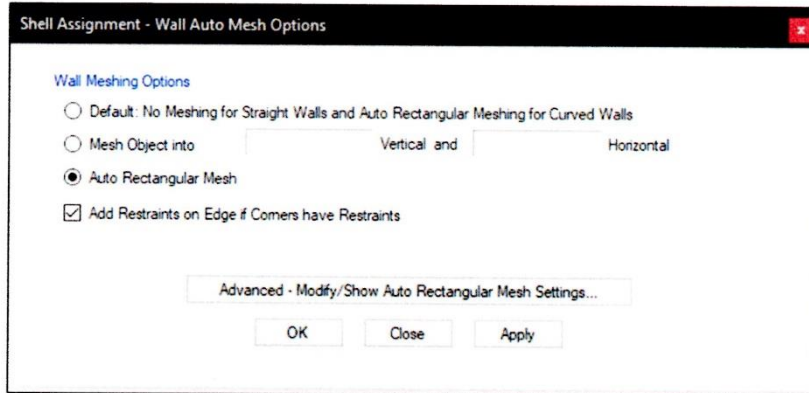 Shell Assignment - Wall Auto Mesh Options
x
Wall Meshing Options
Default: No Meshing for Straight Walls and Auto Rectangular Meshing for Curved Walls
Mesh Object into Vertical and Horizontal
Auto Rectangular Mesh
Add Restraints on Edge if Corners have Restraints
Advanced - Modify/Show Auto Rectangular Mesh Settings...
OK Close Apply